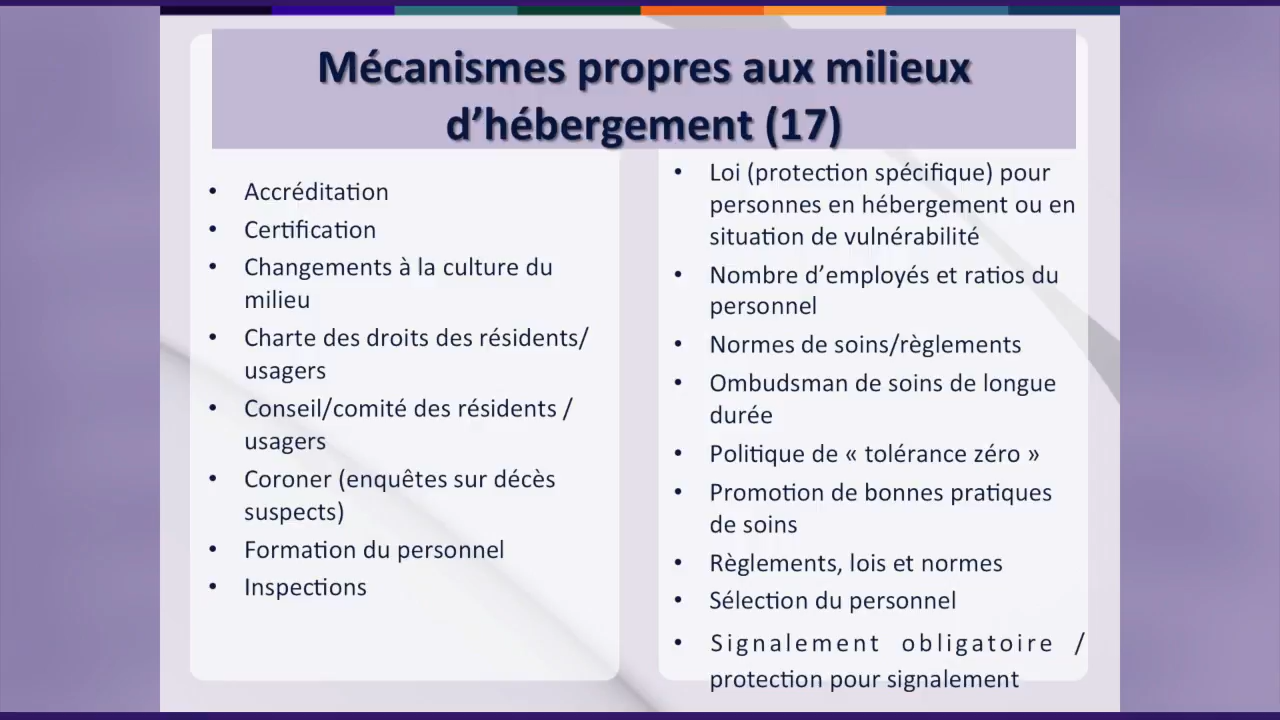 Mécanismes propres aux milieux
d’hébergement (17)
• Accréditation
• Certification
• Changements à la culture du
milieu
• Charte des droits des résidents/
usagers
• Conseil/comité des résidents /
usagers
• Coroner (enquêtes sur décès
suspects)
• Formation du personnel
• Inspections
• Loi (protection spécifique) pour
personnes en hébergement ou en
situation de vulnérabilité
• Nombre d’employés et ratios du
personnel
• Normes de soins/règlements
• Ombudsman de soins de longue
durée
• Politique de « tolérance zéro »
• Promotion de bonnes pratiques
de soins
• Règlements, lois et normes
• Sélection du personnel
• Signalement obligatoire /
protection pour signalement